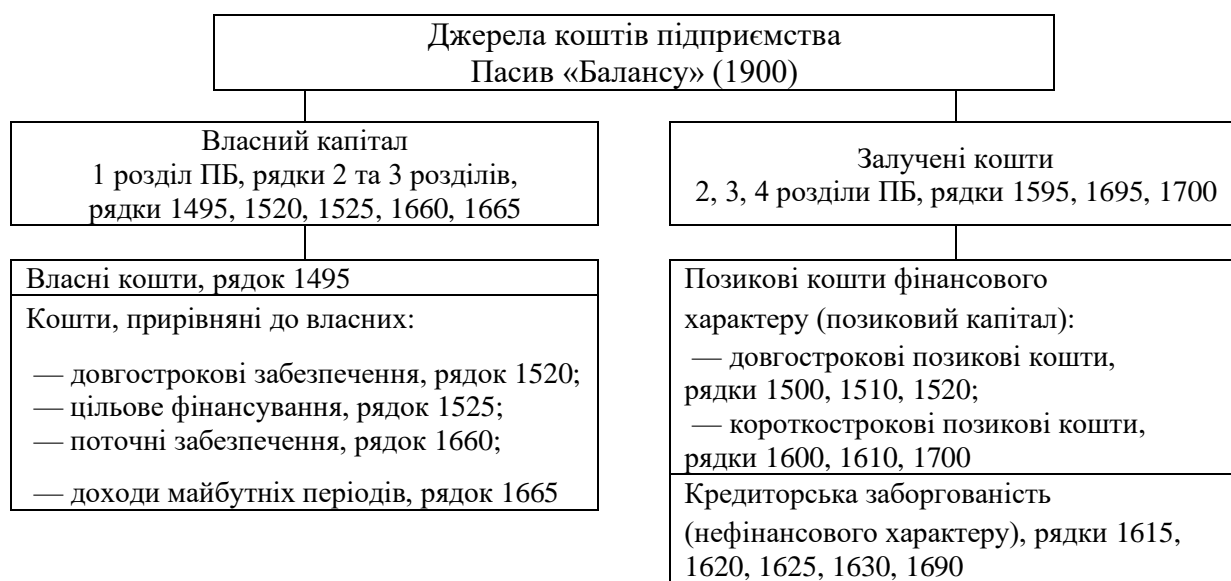 Джерела коштів підприємства
Пасив «Балансу» (1900)
Власний капітал
1 розділ ПБ, рядки 2 та 3 розділів,
рядки 1495, 1520, 1525, 1660, 1665
Залучені кошти
2, 3, 4 розділи ПБ, рядки 1595, 1695, 1700
Власні кошти, рядок 1495
Кошти, прирівняні до власних:
— довгострокові забезпечення, рядок 1520;
— цільове фінансування, рядок 1525;
— поточні забезпечення, рядок 1660;
— доходи майбутніх періодів, рядок 1665
Позикові кошти фінансового
характеру (позиковий капітал):
— довгострокові позикові кошти,
рядки 1500, 1510, 1520;
— короткострокові позикові кошти,
рядки 1600, 1610, 1700
Кредиторська заборгованість
(нефінансового характеру), рядки 1615,
1620, 1625, 1630, 1690